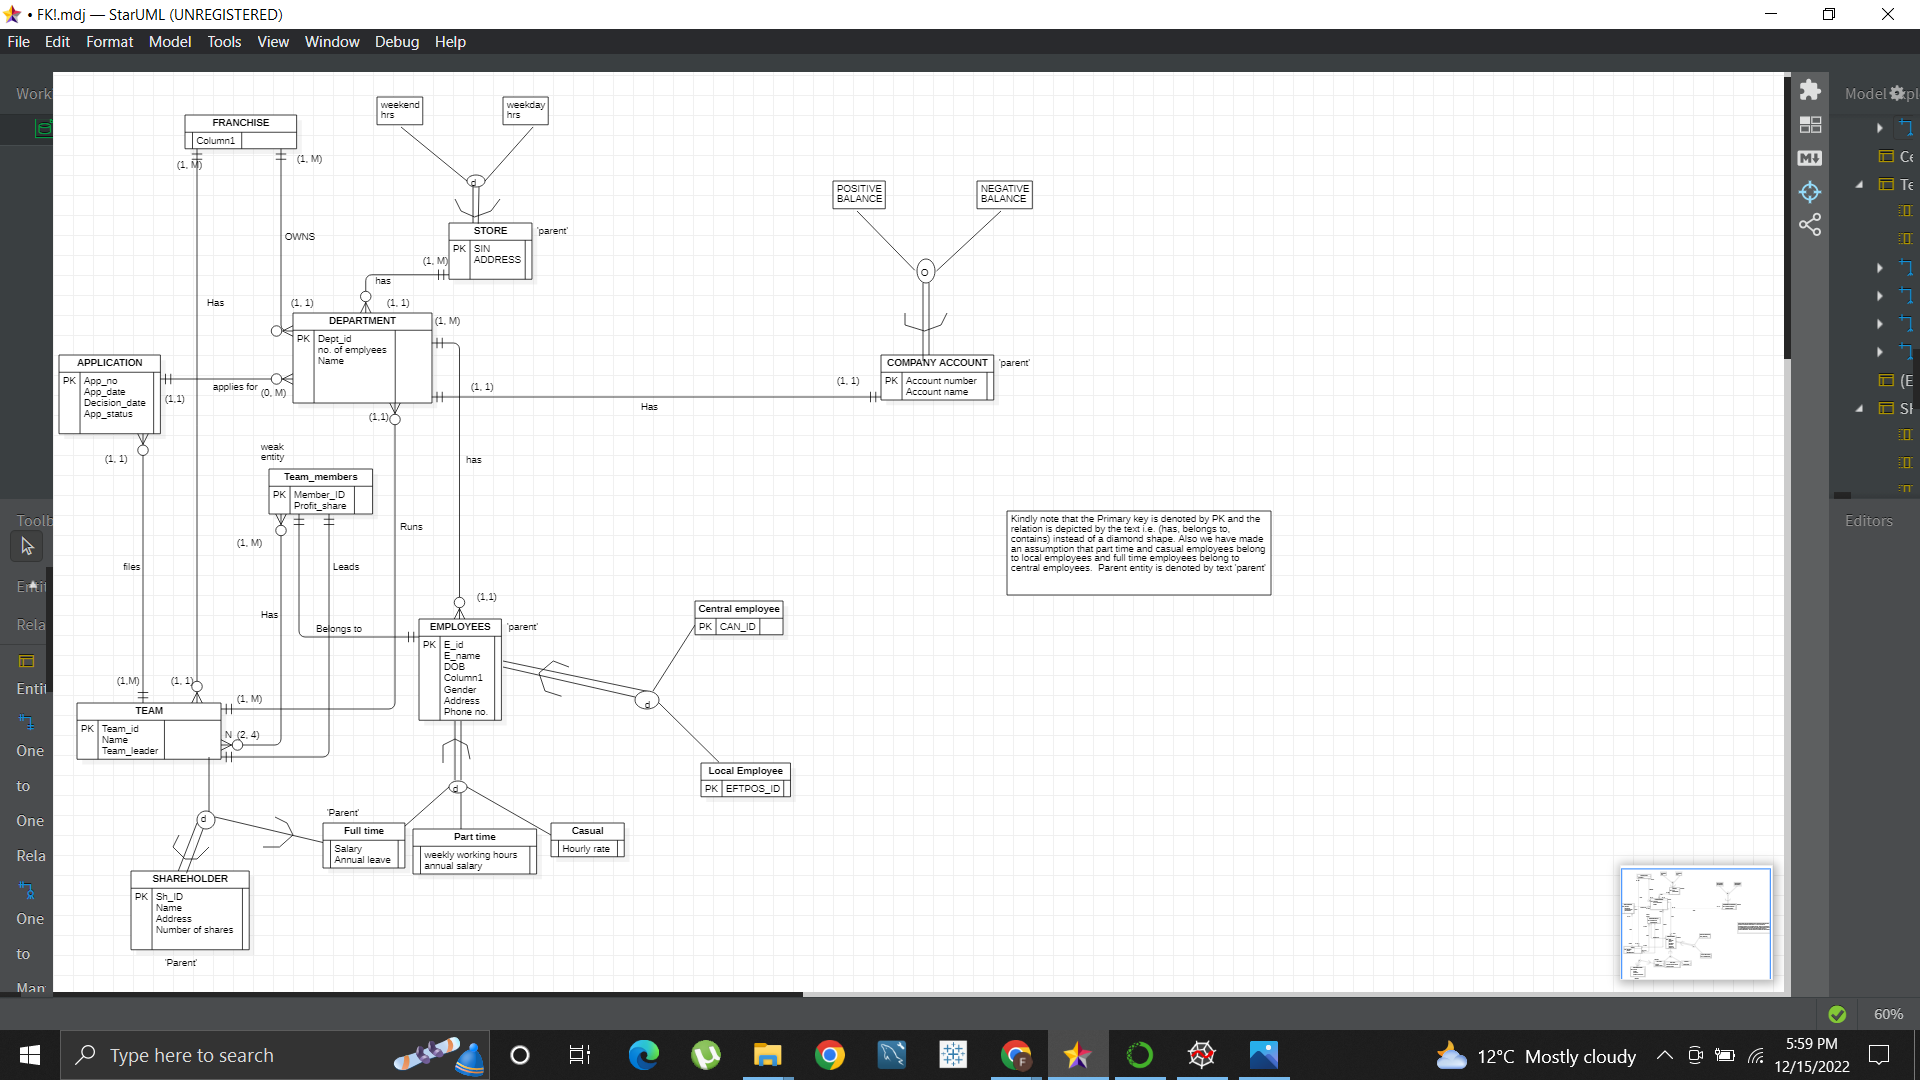 • FK!.mdj — StarUML (UNREGISTERED)
File Edit Format Model Tools View Window Debug Help
Work
Model Expl
weekend
hrs
weekday
hrs
FRANCHISE
Column1
(1, M)
(1, M)
d
POSITIVE
BALANCE
NEGATIVE
BALANCE
STORE
'parent'
PK SIN
ADDRESS
OWNS
(1, M)
has
O
Has
(1, 1)
(1, 1)
DEPARTMENT
(1, M)
PK Dept_id
no. of emplyees
Name
APPLICATION
PK App_no
App_date
Decision_date
App_status
(1,1)
applies for
(0, M)
(1, 1)
COMPANY ACCOUNT
'parent'
PK Account number
Account name
(1, 1)
Has
(1,1)
(1, 1)
weak
entity
has
Team_members
PK Member_ID
Profit_share
(1, M)
Runs
Kindly note that the Primary key is denoted by PK and the
relation is depicted by the text i.e. (has, belongs to,
contains) instead of a diamond shape. Also we have made
an assumption that part time and casual employees belong
to local employees and full time employees belong to
central employees. Parent entity is denoted by text 'parent'
files
Leads
Has
Belongs to
(1,1)
EMPLOYEES
'parent'
PK E_id
E_name
DOB
Column1
Gender
Address
Phone no.
Central employee
PK CAN_ID
d
Local Employee
PK EFTPOS_ID
(1,M)
(1, 1)
(1, M)
TEAM
PK Team_id
Name
Team_leader
N (2, 4)
d
d
'Parent'
Full time
Salary
Annual leave
Part time
weekly working hours
annual salary
Casual
Hourly rate
SHAREHOLDER
PK Sh_ID
Name
Address
Number of shares
'Parent'
Toolb
Entit
Rela
Entit
One
to
One
Rela
One
to
Man
Ce
Te
(E
SH
Editors
60%
Type here to search
12°C Mostly cloudy
5:59 PM
12/15/2022